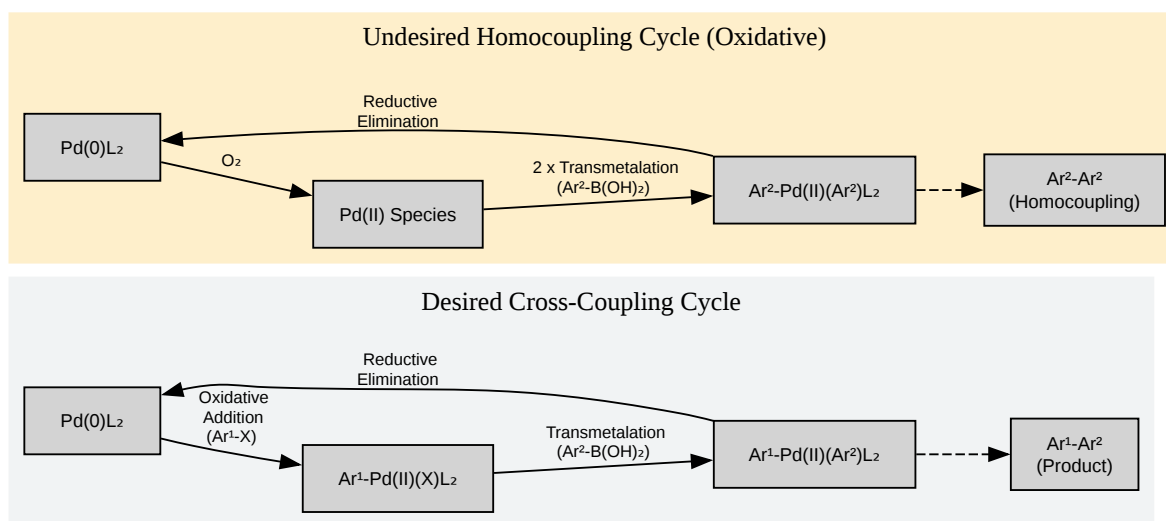 Undesired Homocoupling Cycle (Oxidative)
Reductive
Elimination
Pd(0)L₂
O₂
2 x Transmetalation
(Ar²-B(OH)₂)
Pd(II) Species
Ar²-Pd(II)(Ar²)L₂
Ar²-Ar²
(Homocoupling)
Desired Cross-Coupling Cycle
Reductive
Elimination
Pd(0)L₂
Oxidative
Addition
(Ar¹-X)
Transmetalation
(Ar²-B(OH)₂)
Ar¹-Pd(II)(X)L₂
Ar¹-Pd(II)(Ar²)L₂
Ar¹-Ar²
(Product)